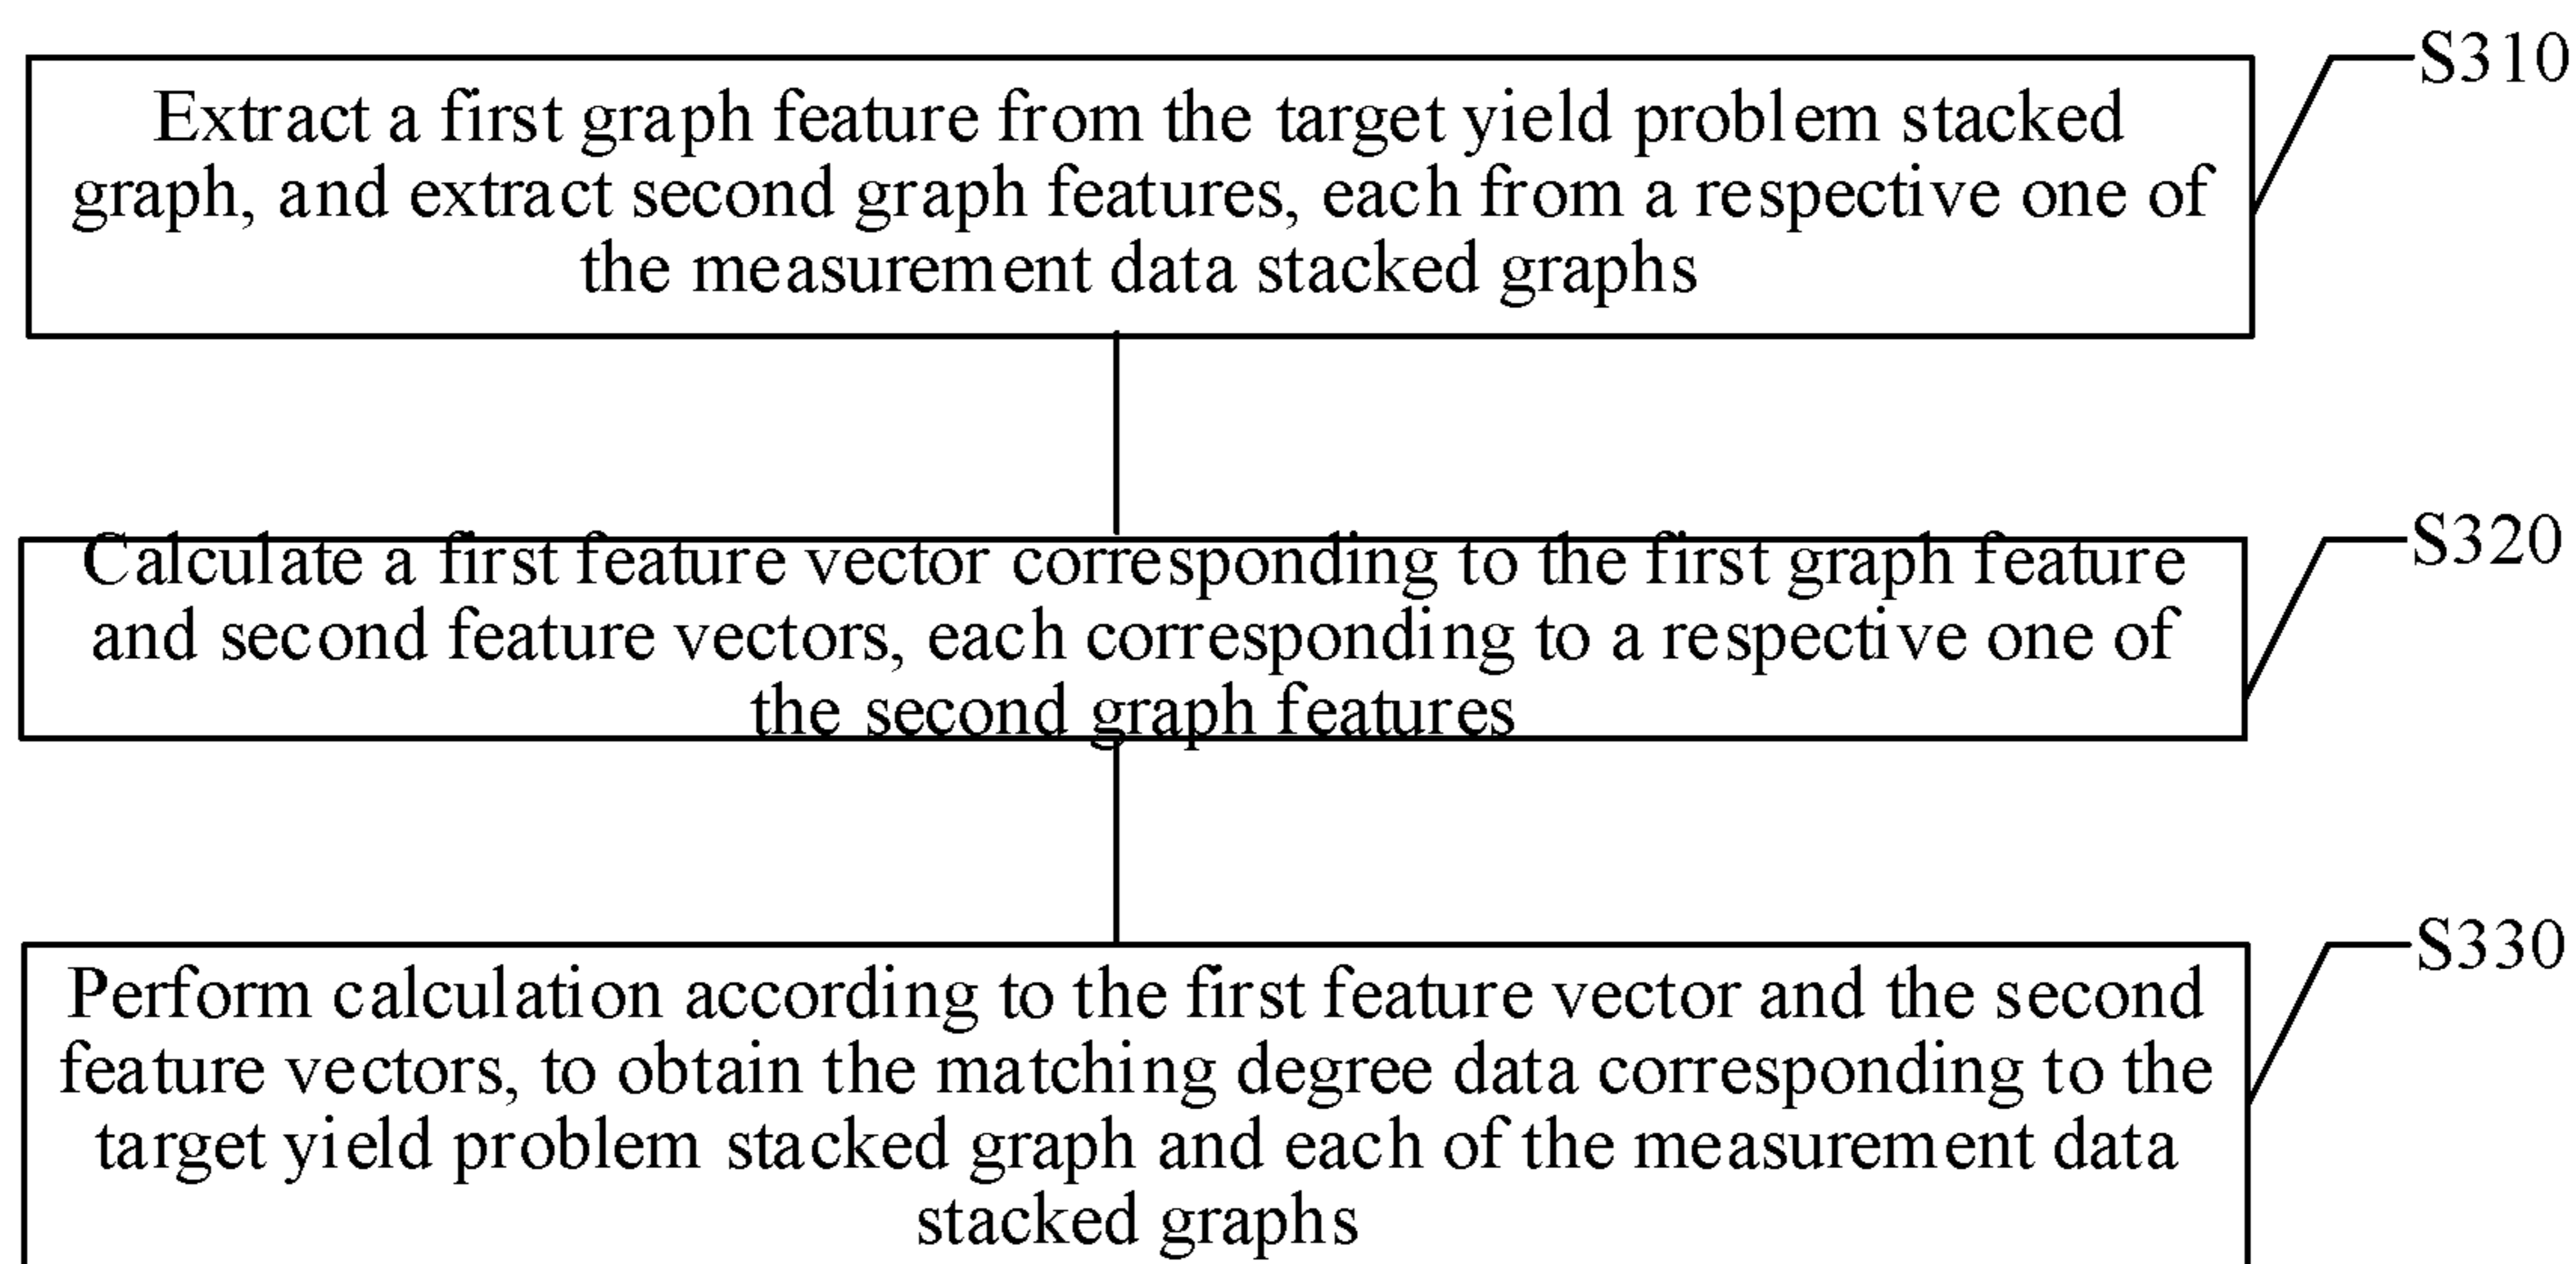 S310
Extract a first graph feature from the target yield problem stacked
graph, and extract second graph features, each from a respective one of
the measurement data stacked graphs
S320
Calculate a first feature vector corresponding to the first graph feature
and second feature vectors, each corresponding to a respective one of
the second graph features
S330
Perform calculation according to the first feature vector and the second
feature vectors, to obtain the matching degree data corresponding to the
target yield problem stacked graph and each of the measurement data
stacked graphs